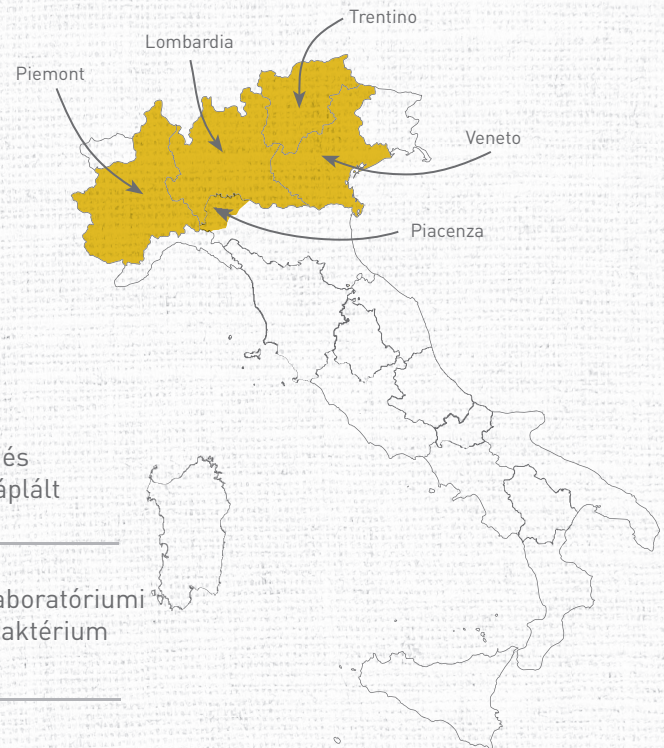 Trentino
Lombardia
Piemont
Veneto
Piacenza
és
áplált
aboratóriumi
aktérium